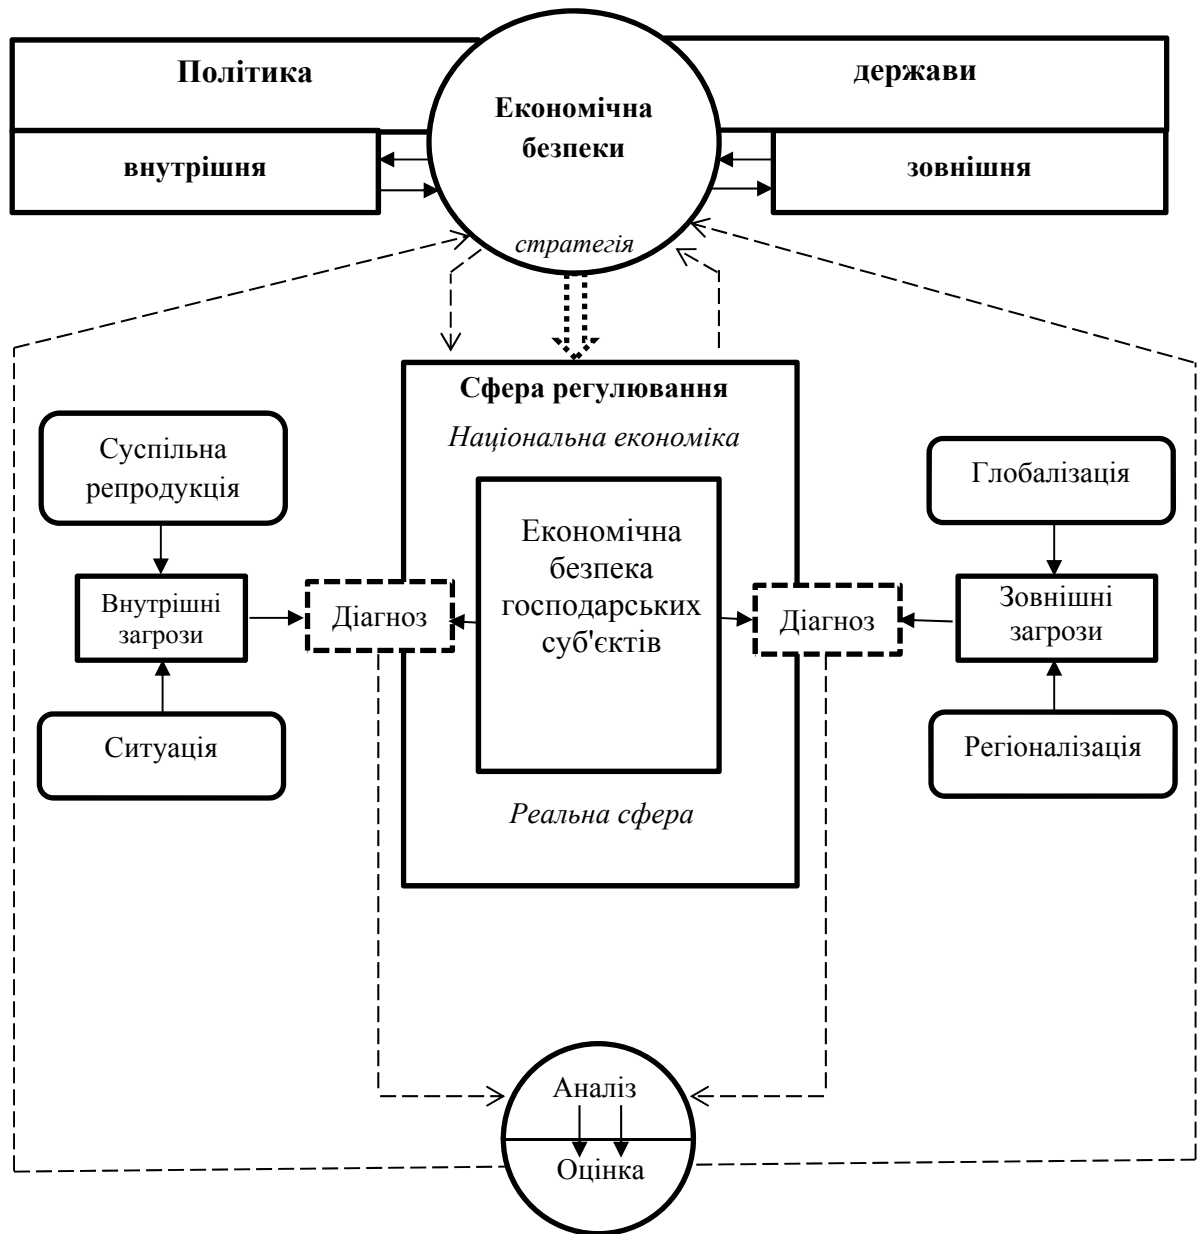 Політика
держави
Економічна
безпеки
внутрішня
зовнішня
стратегія
Сфера регулювання
Національна економіка
Суспільна
репродукція
Глобалізація
Економічна
безпека
господарських
суб'єктів
Внутрішні
загрози
Діагноз
Діагноз
Зовнішні
загрози
Ситуація
Регіоналізація
Реальна сфера
Аналіз
Оцінка